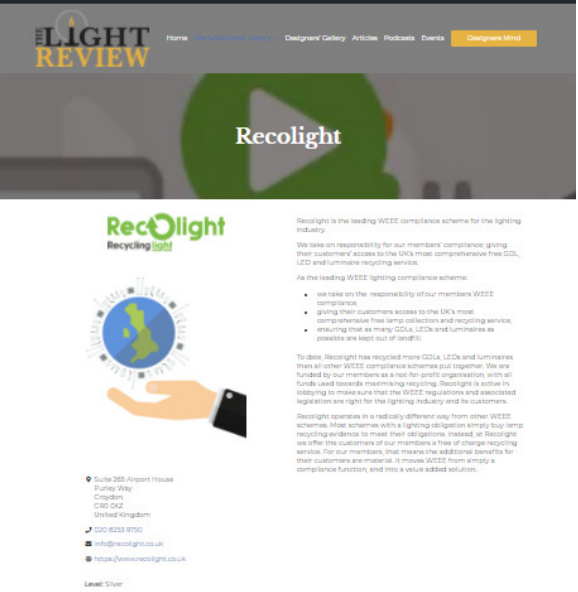 THE LIGHT
REVIEW
Home Manufacturers' Library Designers' Gallery Articles Podcasts Events Designers Mind
Recolight
Recolight
Recycling light
Recolight is the leading WEEE compliance scheme for the lighting
industry.
We take on responsibility for our members' compliance, giving
their customers' access to the UK's most comprehensive free GDL,
LED and luminaire recycling service.
As the leading WEEE lighting compliance scheme:
we take on the responsibility of our members WEEE
compliance,
giving their customers access to the UK's most
comprehensive free lamp collection and recycling service,
ensuring that as many GDLs, LEDs and luminaires as
possible are kept out of landfill.
To date, Recolight has recycled more GDLs, LEDs and luminaires
than all other WEEE compliance schemes put together. We are
funded by our members as a not-for-profit organisation, with all
funds used towards maximising recycling. Recolight is active in
lobbying to make sure that the WEEE regulations and associated
legislation are right for the lighting industry and its customers.
Recolight operates in a radically different way from other WEEE
schemes. Most schemes with a lighting obligation simply buy lamp
recycling evidence to meet their obligations. Instead, at Recolight
we offer the customers of our members a free of charge recycling
service. For our members, that means the additional benefits for
their customers are material. It moves WEEE from simply a
compliance function, and into a value added solution.
Suite 265 Airport House
Purley Way
Croydon
CR0 0XZ
United Kingdom
020 8253 9750
info@recolight.co.uk
https://www.recolight.co.uk
Level: Silver